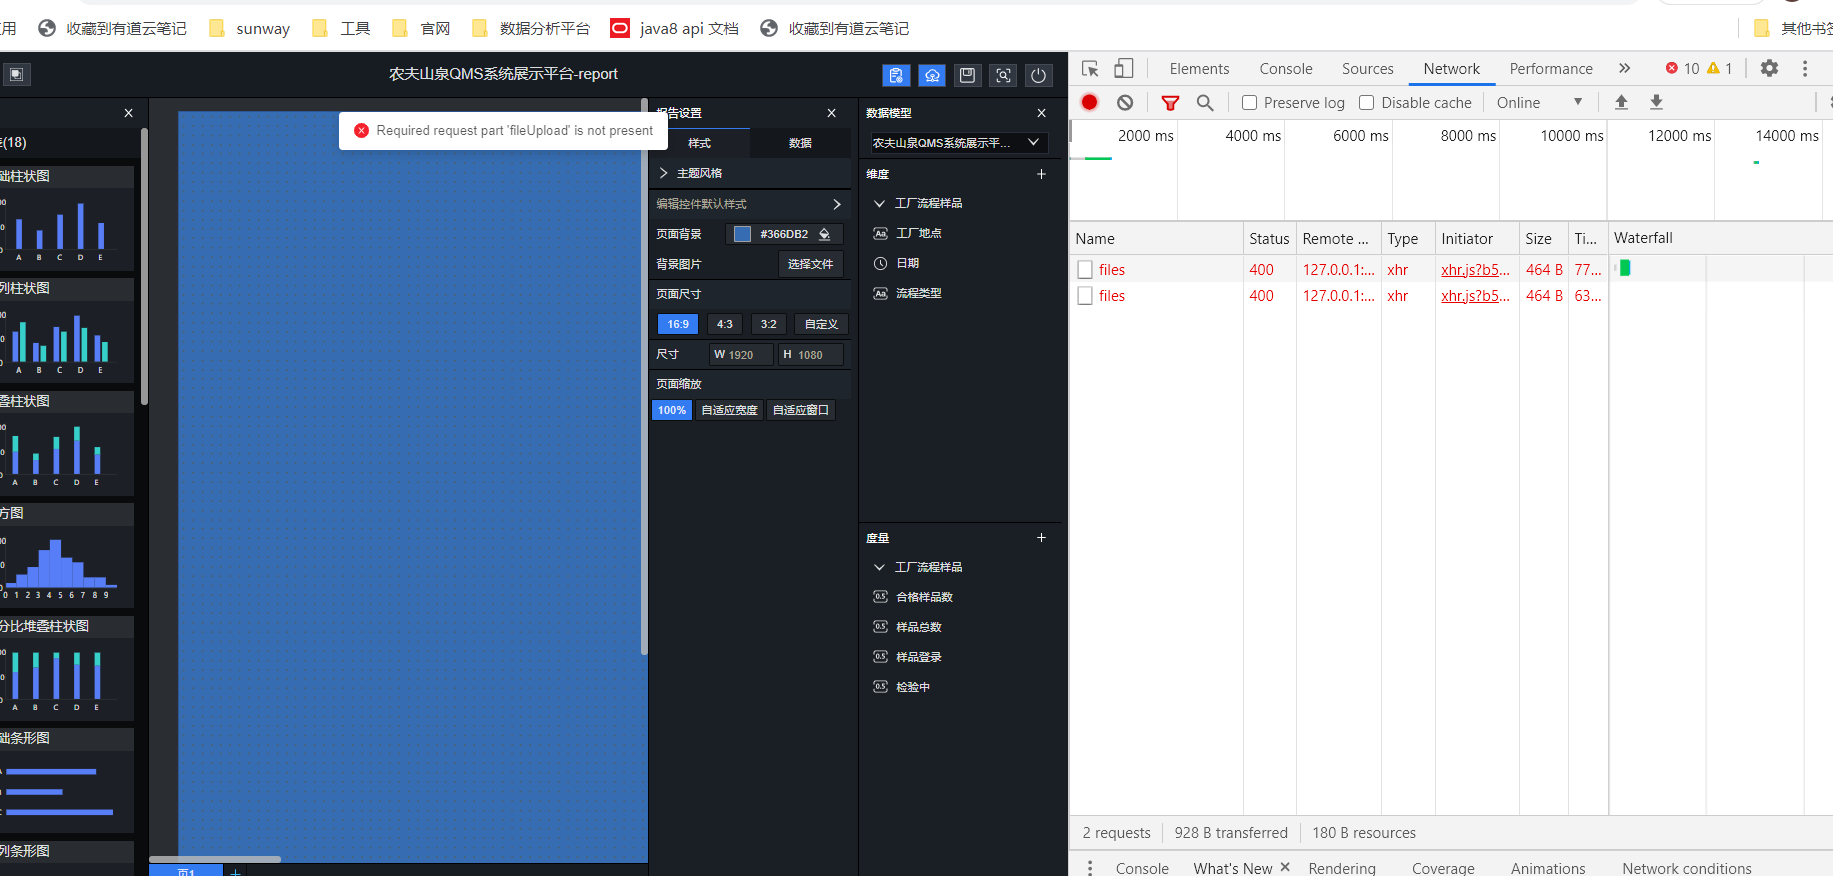 用 收藏到有道云笔记 sunway 工具 官网 数据分析平台 java8 api 文档 收藏到有道云笔记 其他书签
农夫山泉QMS系统展示平台-report
Required request part 'fileUpload' is not present
(18)
础柱状图
A B C D E
列柱状图
A B C D E
叠柱状图
A B C D E
方图
0 1 2 3 4 5 6 7 8 9
分比堆叠柱状图
A B C D E
础条形图
列条形图
页1 +
报告设置
样式 数据
主题风格
编辑控件默认样式
页面背景 #366DB2
背景图片 选择文件
页面尺寸
16:9 4:3 3:2 自定义
尺寸 W 1920 H 1080
页面缩放
100% 自适应宽度 自适应窗口
数据模型
农夫山泉QMS系统展示平...
维度 +
工厂流程样品
Aa 工厂地点
日期
Aa 流程类型
度量 +
工厂流程样品
0.5 合格样品数
0.5 样品总数
0.5 样品登录
0.5 检验中
Elements Console Sources Network Performance » 10 1
Preserve log Disable cache Online
2000 ms 4000 ms 6000 ms 8000 ms 10000 ms 12000 ms 14000 ms
Name Status Remote ... Type Initiator Size Ti... Waterfall
files 400 127.0.0.1:... xhr xhr.js?b5... 464 B 77...
files 400 127.0.0.1:... xhr xhr.js?b5... 464 B 63...
2 requests 928 B transferred 180 B resources
Console What's New Rendering Coverage Animations Network conditions